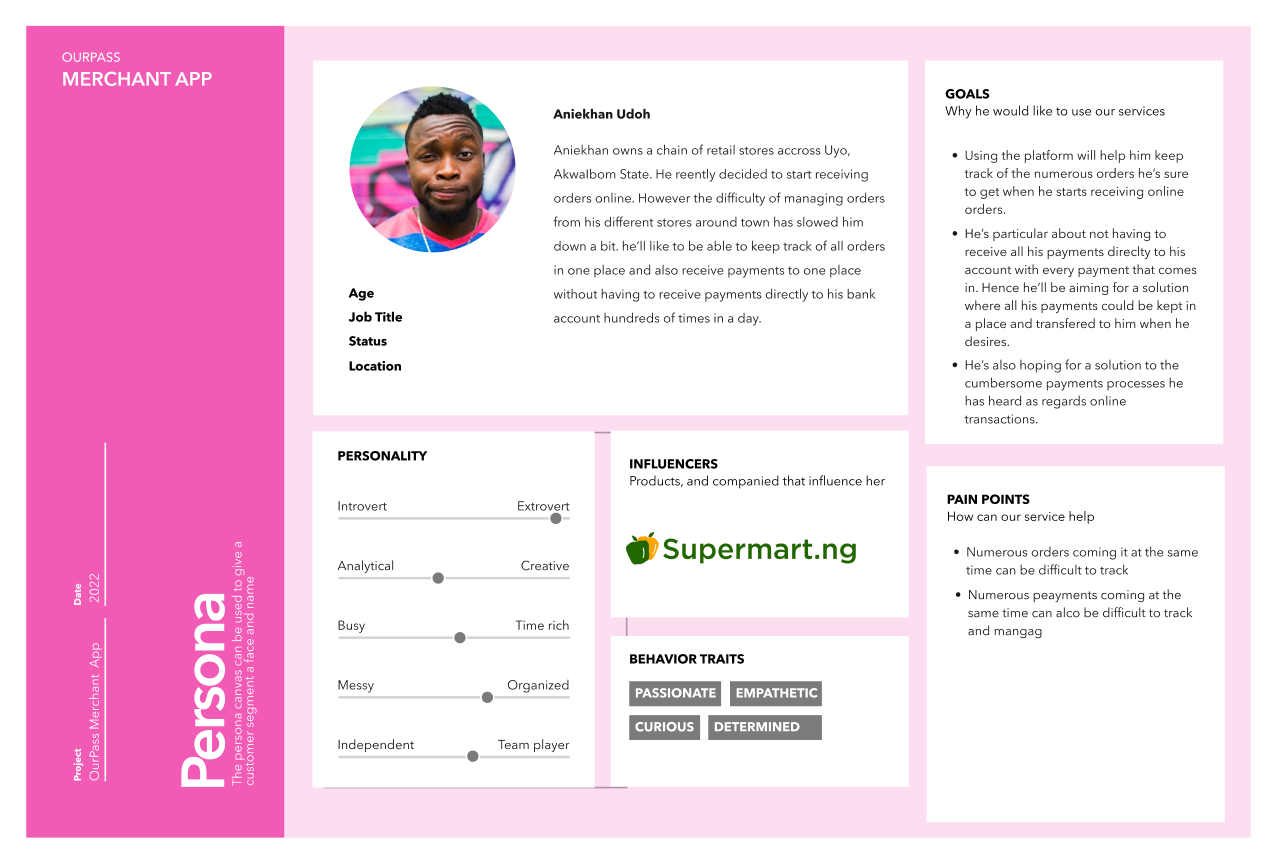 OURPASS
MERCHANT APP
Project
OurPass Merchant App
Date
2022
Persona
The persona canvas can be used to give a
customer segment a face and name
Aniekhan Udoh
Aniekhan owns a chain of retail stores accross Uyo,
Akwalbom State. He reently decided to start receiving
orders online. However the difficulty of managing orders
from his different stores around town has slowed him
down a bit. he’ll like to be able to keep track of all orders
in one place and also receive payments to one place
without having to receive payments directly to his bank
account hundreds of times in a day.
Age
Job Title
Status
Location
PERSONALITY
Introvert Extrovert
Analytical Creative
Busy Time rich
Messy Organized
Independent Team player
INFLUENCERS
Products, and companied that influence her
Supermart.ng
BEHAVIOR TRAITS
PASSIONATE EMPATHETIC
CURIOUS DETERMINED
GOALS
Why he would like to use our services
• Using the platform will help him keep
track of the numerous orders he’s sure
to get when he starts receiving online
orders.
• He’s particular about not having to
receive all his payments direclty to his
account with every payment that comes
in. Hence he’ll be aiming for a solution
where all his payments could be kept in
a place and transfered to him when he
desires.
• He’s also hoping for a solution to the
cumbersome payments processes he
has heard as regards online
transactions.
PAIN POINTS
How can our service help
• Numerous orders coming it at the same
time can be difficult to track
• Numerous peayments coming at the
same time can alco be difficult to track
and mangag